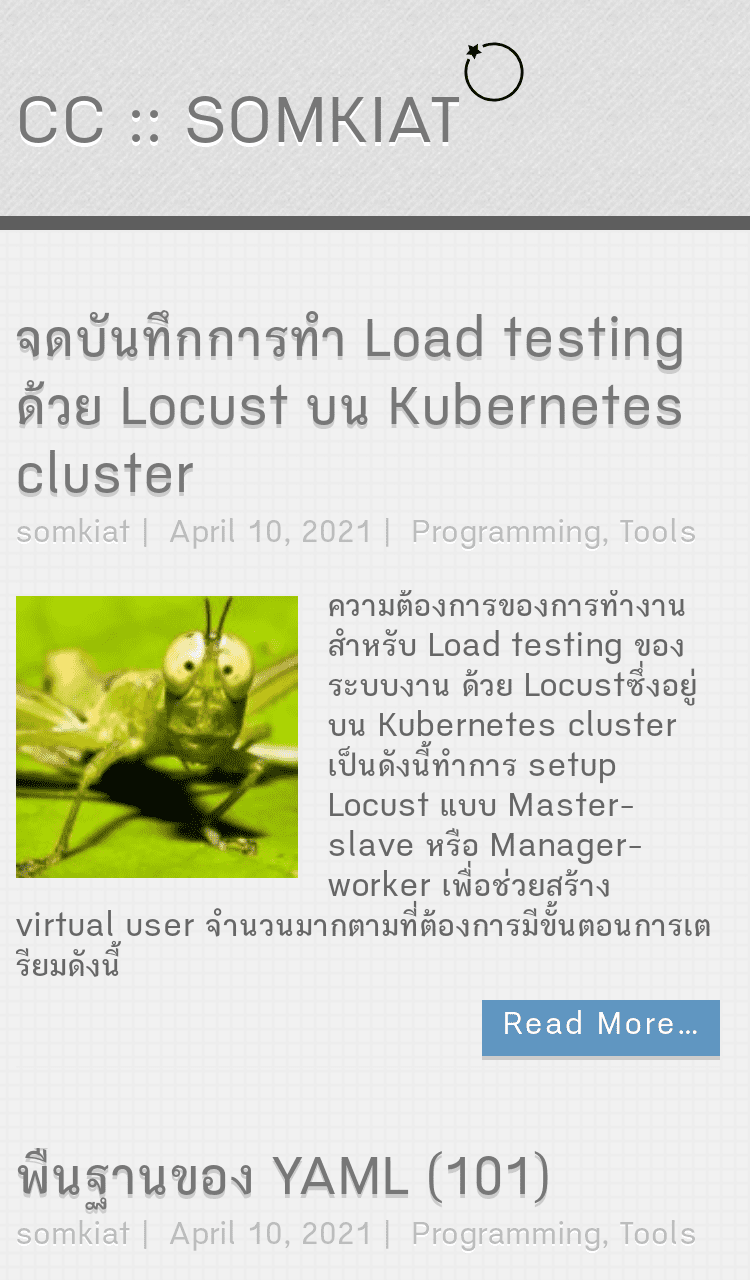 CC :: SOMKIAT
จดบันทึกการทำ Load testing
ด้วย Locust บน Kubernetes
cluster
somkiat | April 10, 2021 | Programming, Tools
ความต้องการของการทำงาน
สำหรับ Load testing ของ
ระบบงาน ด้วย Locustซึ่งอยู่
บน Kubernetes cluster
เป็นดังนี้ทำการ setup
Locust แบบ Master-
slave หรือ Manager-
worker เพื่อช่วยสร้าง
virtual user จำนวนมากตามที่ต้องการมีขั้นตอนการเต
รียมดังนี้
Read More…
พื้นฐานของ YAML (101)
somkiat | April 10, 2021 | Programming, Tools